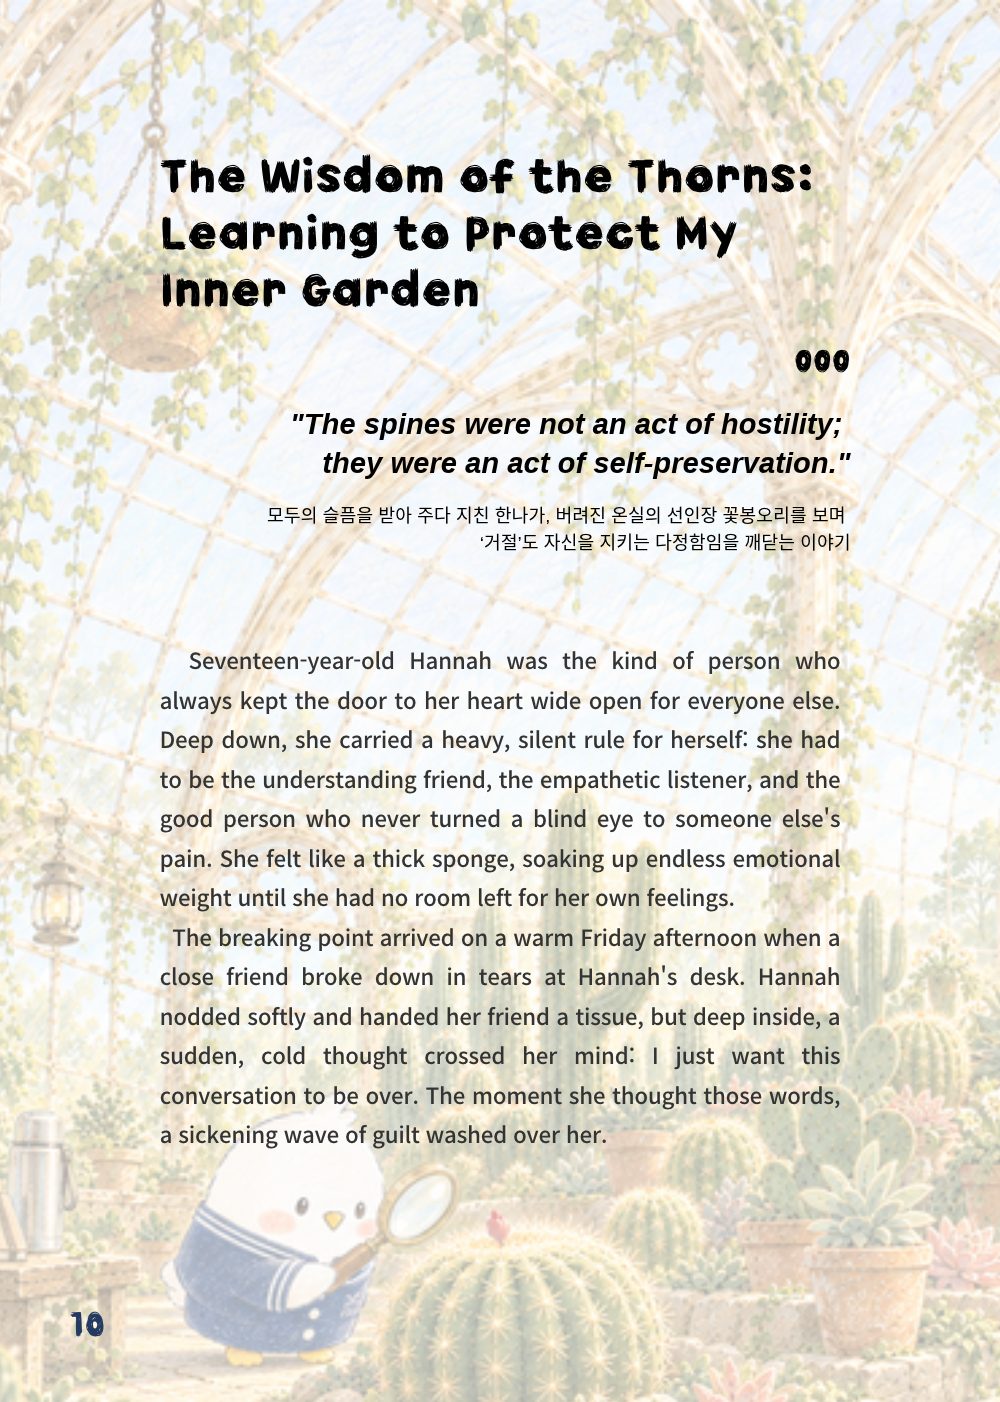 The Wisdom of the Thorns:
Learning to Protect My
Inner Garden
000
"The spines were not an act of hostility;
they were an act of self-preservation."
모두의 슬픔을 받아 주다 지친 한나가, 버려진 온실의 선인장 꽃봉오리를 보며
‘거절’도 자신을 지키는 다정함임을 깨닫는 이야기
Seventeen-year-old Hannah was the kind of person who
always kept the door to her heart wide open for everyone else.
Deep down, she carried a heavy, silent rule for herself: she had
to be the understanding friend, the empathetic listener, and the
good person who never turned a blind eye to someone else's
pain. She felt like a thick sponge, soaking up endless emotional
weight until she had no room left for her own feelings.
The breaking point arrived on a warm Friday afternoon when a
close friend broke down in tears at Hannah's desk. Hannah
nodded softly and handed her friend a tissue, but deep inside, a
sudden, cold thought crossed her mind: I just want this
conversation to be over. The moment she thought those words,
a sickening wave of guilt washed over her.
10